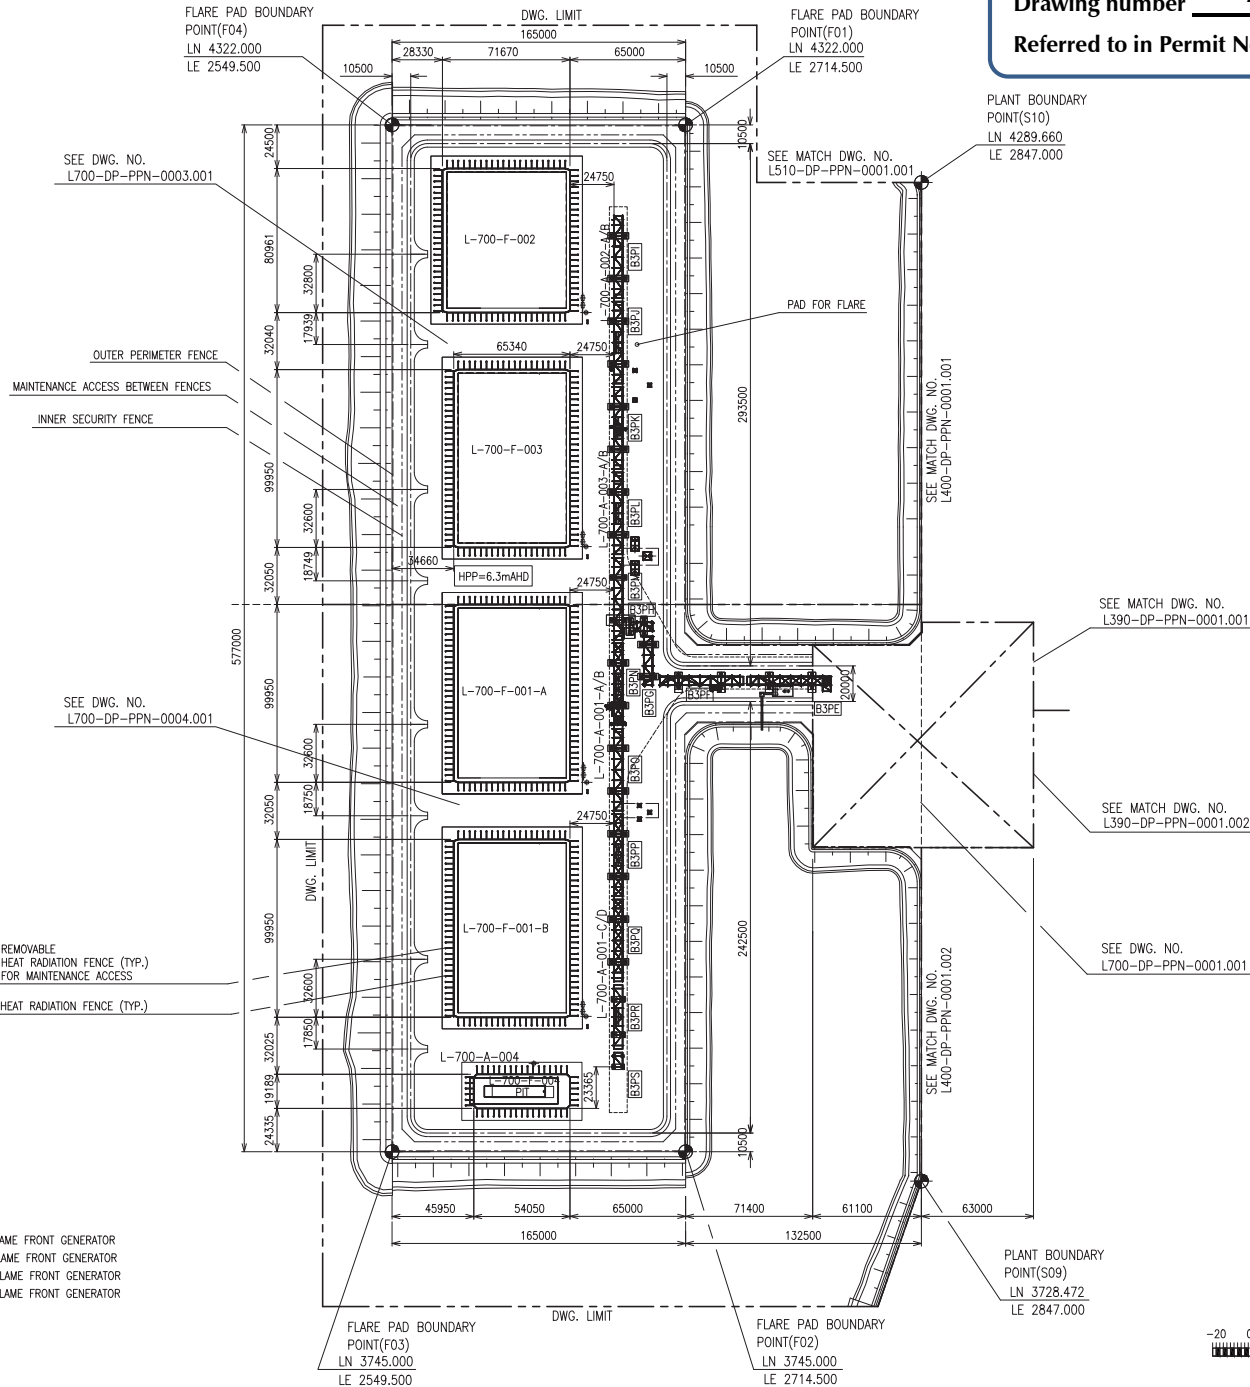 Drawing number
Referred to in Permit N
FLARE PAD BOUNDARY
POINT(F04)
LN 4322.000
LE 2549.500
DWG. LIMIT
165000
28330
71670
65000
10500
10500
FLARE PAD BOUNDARY
POINT(F01)
LN 4322.000
LE 2714.500
PLANT BOUNDARY
POINT(S10)
LN 4289.660
LE 2847.000
SEE MATCH DWG. NO.
L510-DP-PPN-0001.001
SEE DWG. NO.
L700-DP-PPN-0003.001
24500
10500
24750
80961
L-700-F-002
L-700-A-002-A/B
B3PI
32800
B3PJ
PAD FOR FLARE
17939
32040
OUTER PERIMETER FENCE
65340
24750
MAINTENANCE ACCESS BETWEEN FENCES
INNER SECURITY FENCE
293500
B3PK
L-700-F-003
L-700-A-003-A/B
99950
SEE MATCH DWG. NO.
L400-DP-PPN-0001.001
32600
B3PL
18749
34660
HPP=6.3mAHD
32050
24750
B3PM
B3PH
SEE MATCH DWG. NO.
L390-DP-PPN-0001.001
577000
99950
L-700-F-001-A
L-700-A-001-A/B
B3PN
B3PG
B3PF
20000
B3PE
SEE DWG. NO.
L700-DP-PPN-0004.001
32600
B3PO
18750
32050
24750
SEE MATCH DWG. NO.
L390-DP-PPN-0001.002
DWG. LIMIT
B3PP
99950
L-700-F-001-B
L-700-A-001-C/D
B3PQ
242500
REMOVABLE
HEAT RADIATION FENCE (TYP.)
FOR MAINTENANCE ACCESS
SEE DWG. NO.
L700-DP-PPN-0001.001
HEAT RADIATION FENCE (TYP.)
32600
B3PR
SEE MATCH DWG. NO.
L400-DP-PPN-0001.002
17850
32025
L-700-A-004
L-700-F-004
PIT
23365
B3PS
19189
24335
10500
45950
54050
65000
71400
61100
63000
165000
132500
AME FRONT GENERATOR
AME FRONT GENERATOR
LAME FRONT GENERATOR
LAME FRONT GENERATOR
PLANT BOUNDARY
POINT(S09)
LN 3728.472
LE 2847.000
DWG. LIMIT
FLARE PAD BOUNDARY
POINT(F03)
LN 3745.000
LE 2549.500
FLARE PAD BOUNDARY
POINT(F02)
LN 3745.000
LE 2714.500
-20